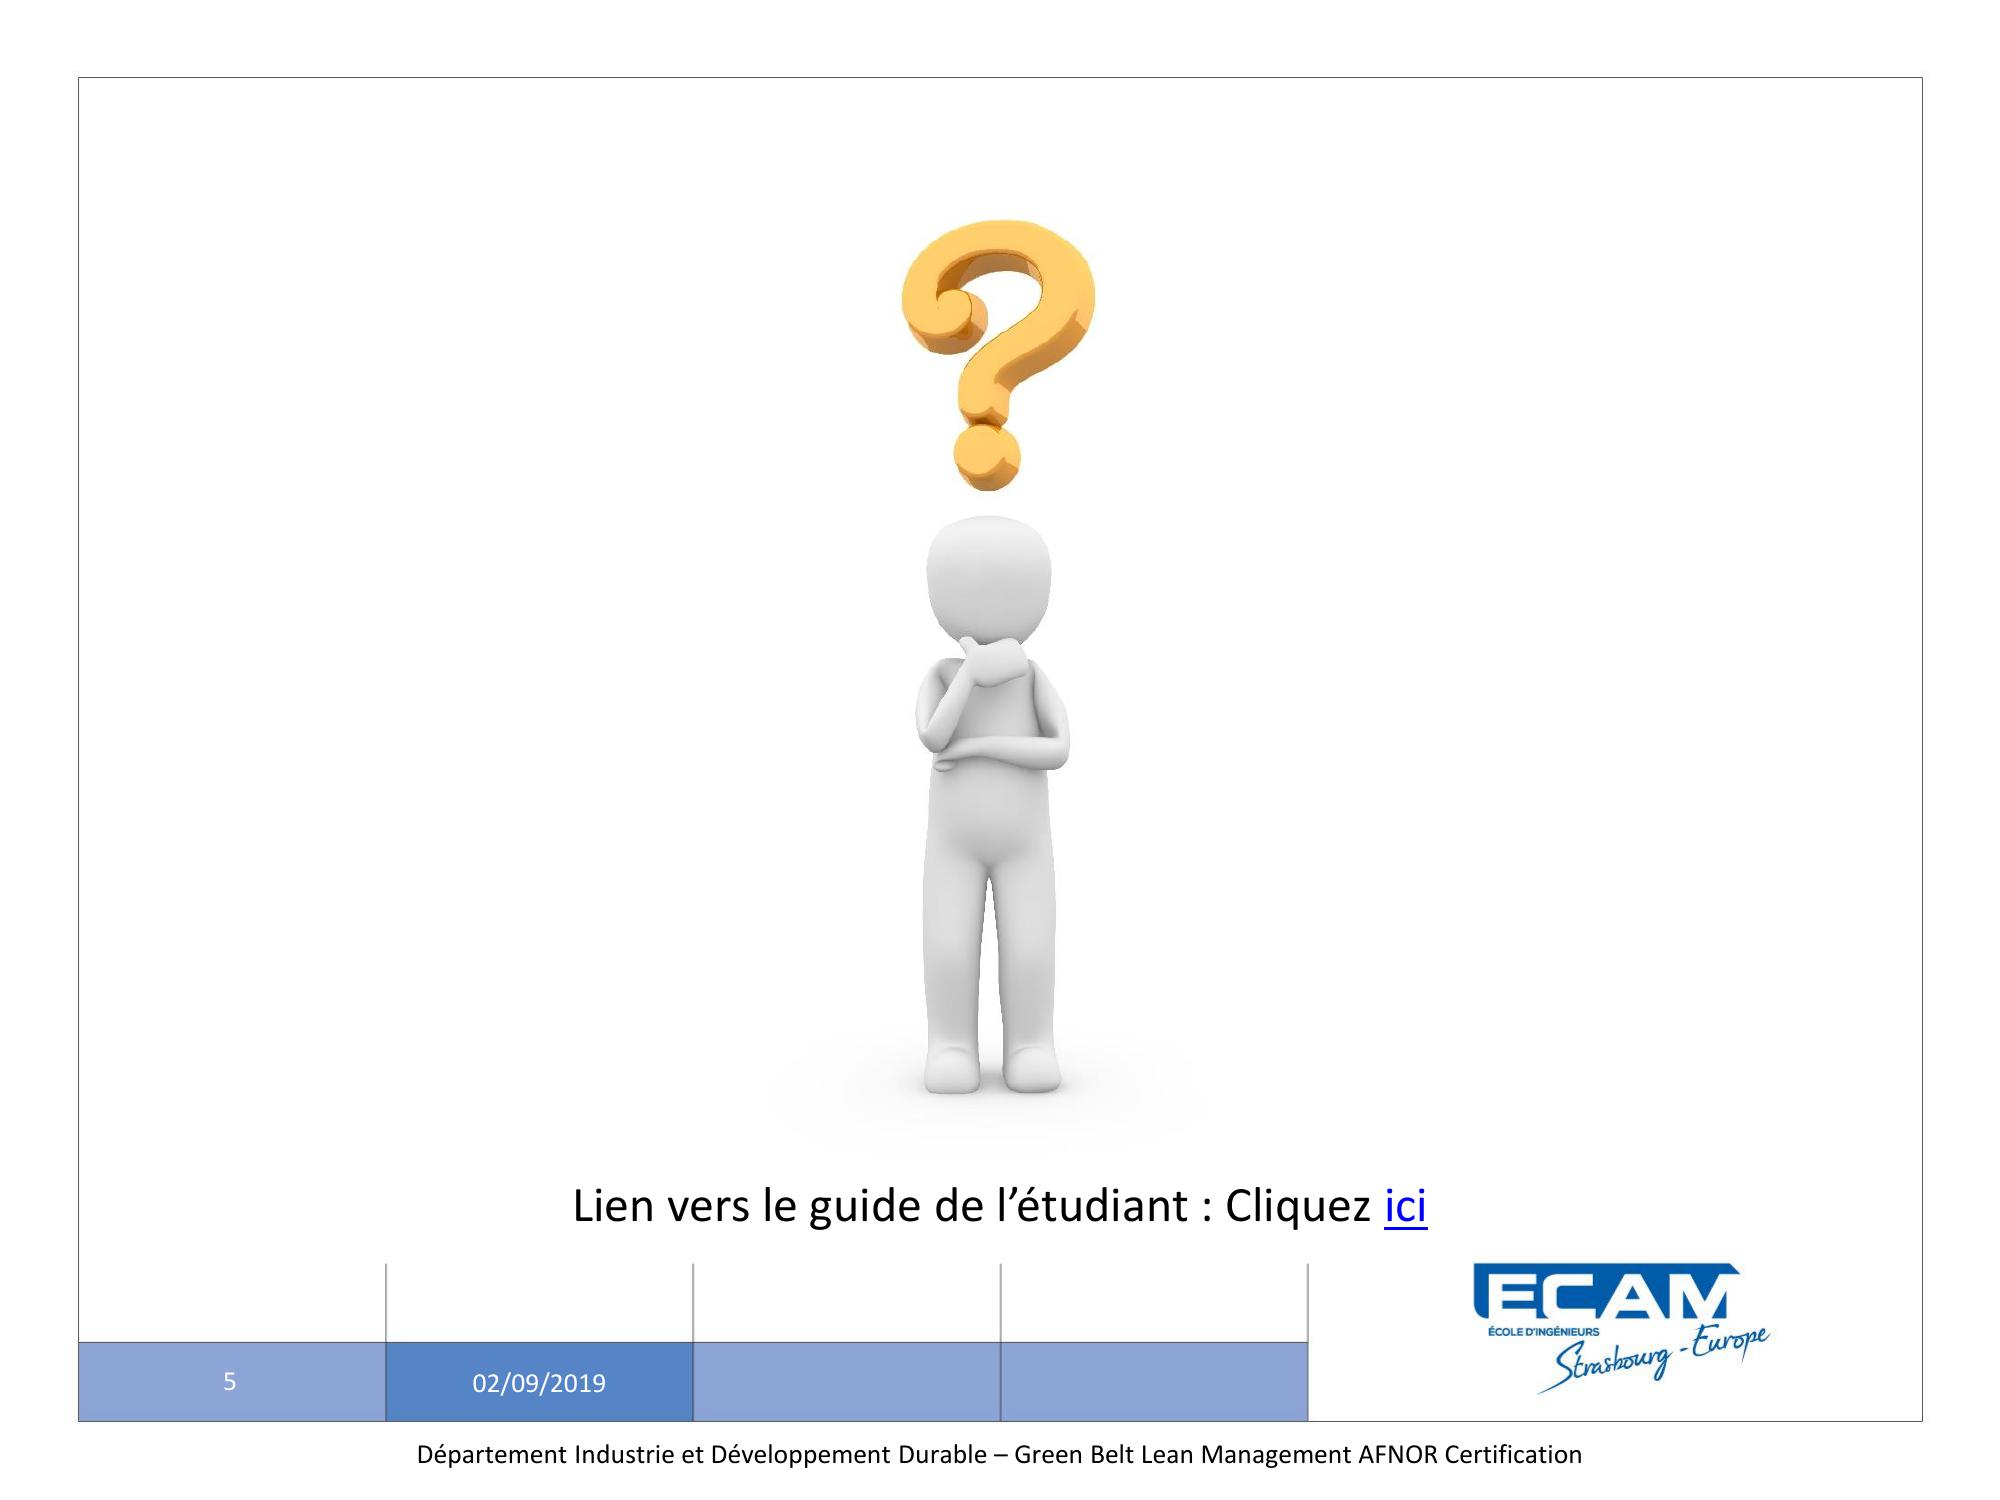 Lien vers le guide de l’étudiant : Cliquez ici
ECAM
ÉCOLE D'INGÉNIEURS
Strasbourg - Europe
5
02/09/2019
Département Industrie et Développement Durable – Green Belt Lean Management AFNOR Certification